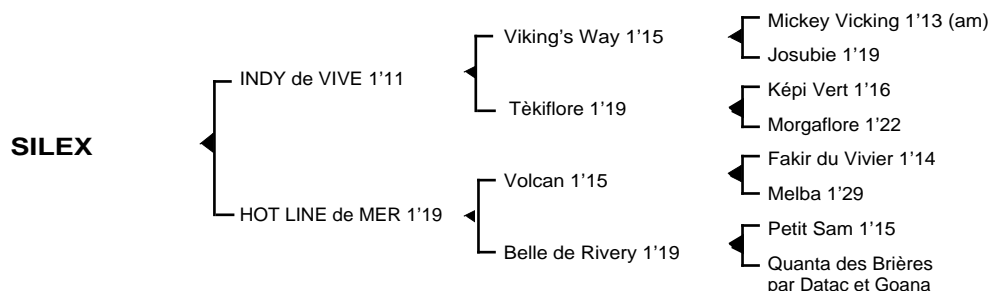 SILEX
INDY de VIVE 1’11
HOT LINE de MER 1’19
Viking’s Way 1’15
Tèkiflore 1’19
Volcan 1’15
Belle de Rivery 1’19
Mickey Vicking 1’13 (am)
Josubie 1’19
Képi Vert 1’16
Morgaflore 1’22
Fakir du Vivier 1’14
Melba 1’29
Petit Sam 1’15
Quanta des Brières
par Datac et Goana